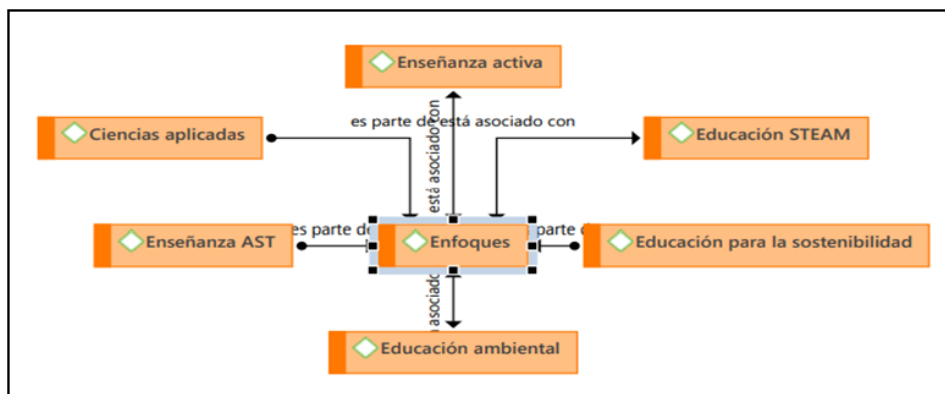 Enseñanza activa
está asociado con
es parte de está asociado con
Ciencias aplicadas
Educación STEAM
Enseñanza AST
es parte de
Enfoques
parte
Educación para la sostenibilidad
asociado
Educación ambiental